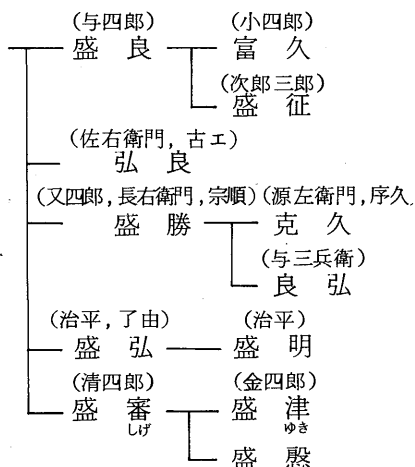 (与四郎) (小四郎)
盛良 富久
(次郎三郎)
盛征
(佐右衛門,古エ)
弘良
(又四郎,長右衛門,宗順) (源左衛門,序久)
盛勝 克久
(与三兵衛)
良弘
(治平,了由) (治平)
盛弘 盛明
(清四郎) (金四郎)
盛審 盛津
しげ ゆき
盛慇